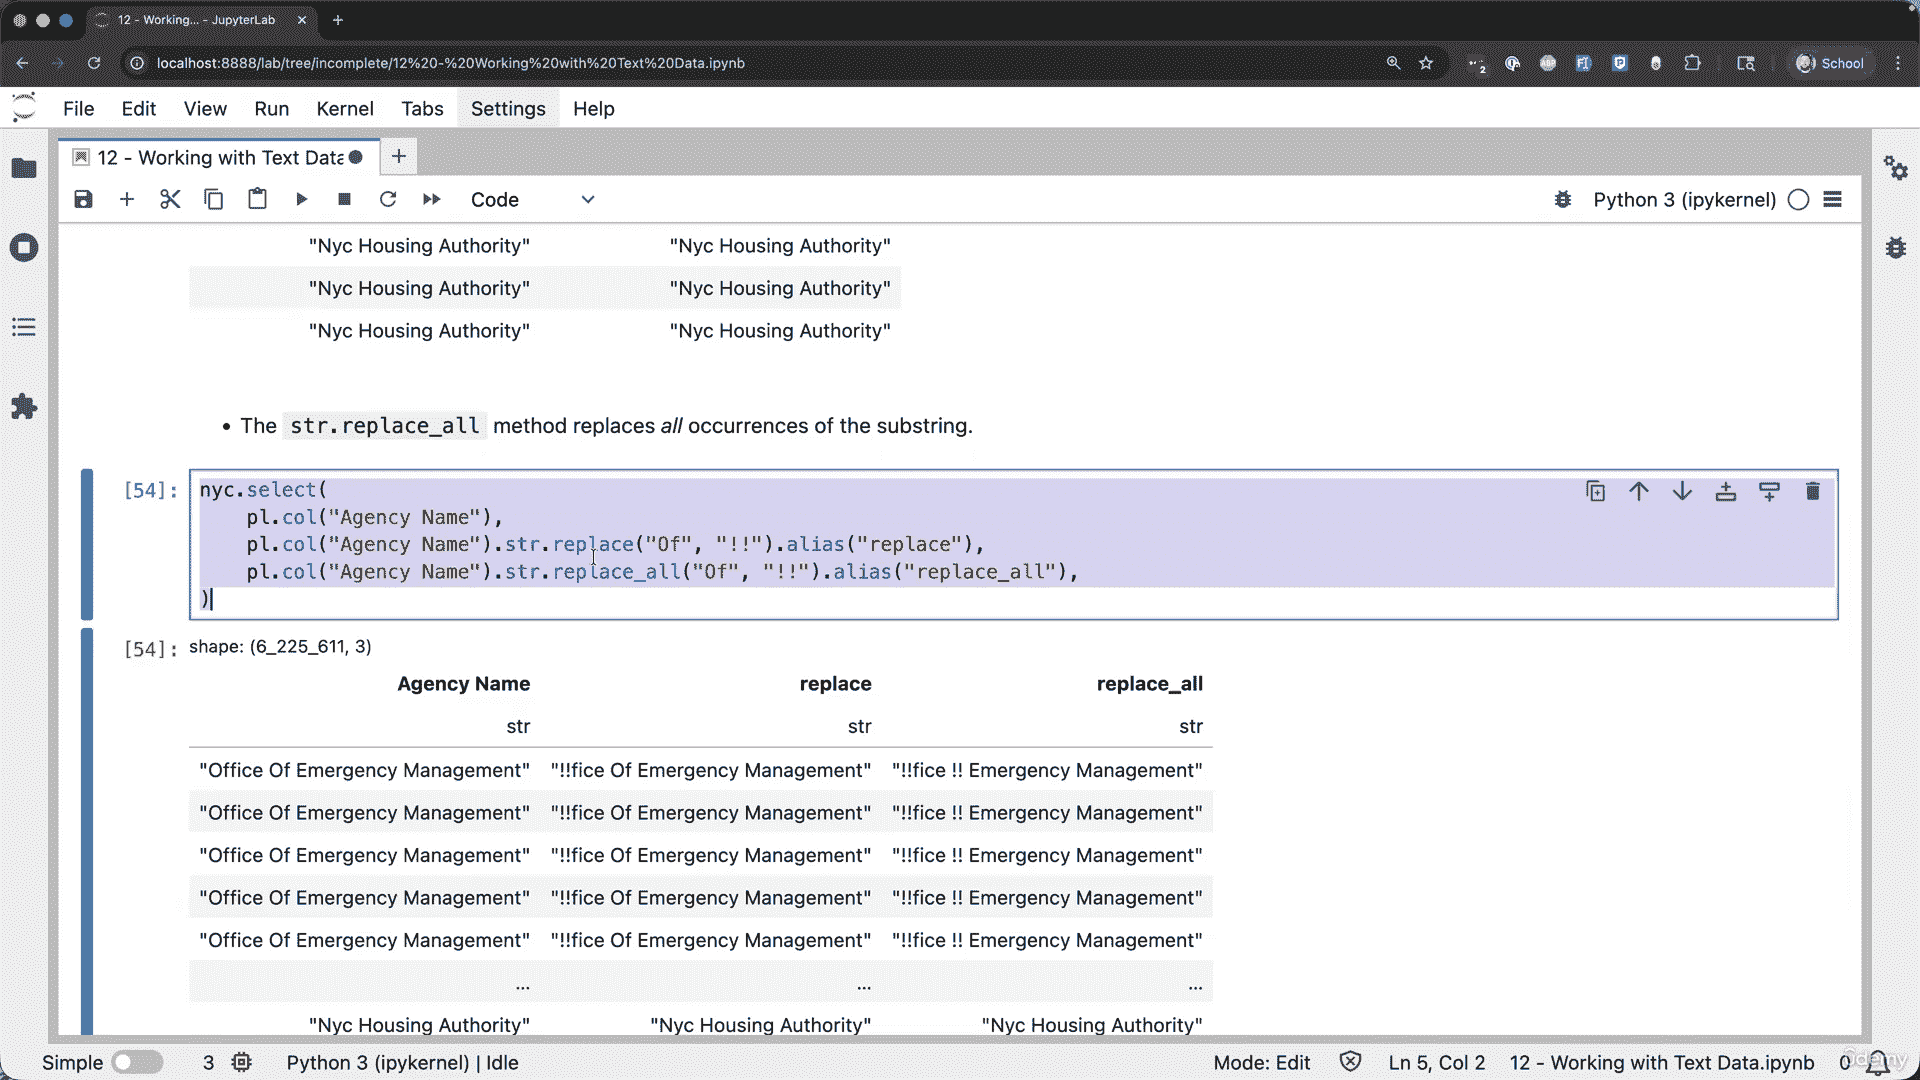 12 - Working... - JupyterLab
localhost:8888/lab/tree/incomplete/12%20-%20Working%20with%20Text%20Data.ipynb
2
ABP
School
File Edit View Run Kernel Tabs Settings Help
12 - Working with Text Data
Code
Python 3 (ipykernel)
"Nyc Housing Authority" "Nyc Housing Authority"
"Nyc Housing Authority" "Nyc Housing Authority"
"Nyc Housing Authority" "Nyc Housing Authority"
• The str.replace_all method replaces all occurrences of the substring.
[54]: nyc.select(
pl.col("Agency Name"),
pl.col("Agency Name").str.replace("Of", "!!").alias("replace"),
pl.col("Agency Name").str.replace_all("Of", "!!").alias("replace_all"),
)
[54]: shape: (6_225_611, 3)
Agency Name replace replace_all
str str str
"Office Of Emergency Management" "!!fice Of Emergency Management" "!!fice !! Emergency Management"
"Office Of Emergency Management" "!!fice Of Emergency Management" "!!fice !! Emergency Management"
"Office Of Emergency Management" "!!fice Of Emergency Management" "!!fice !! Emergency Management"
"Office Of Emergency Management" "!!fice Of Emergency Management" "!!fice !! Emergency Management"
"Office Of Emergency Management" "!!fice Of Emergency Management" "!!fice !! Emergency Management"
... ... ...
"Nyc Housing Authority" "Nyc Housing Authority" "Nyc Housing Authority"
Simple 3 Python 3 (ipykernel) | Idle Mode: Edit Ln 5, Col 2 12 - Working with Text Data.ipynb 0
Udemy